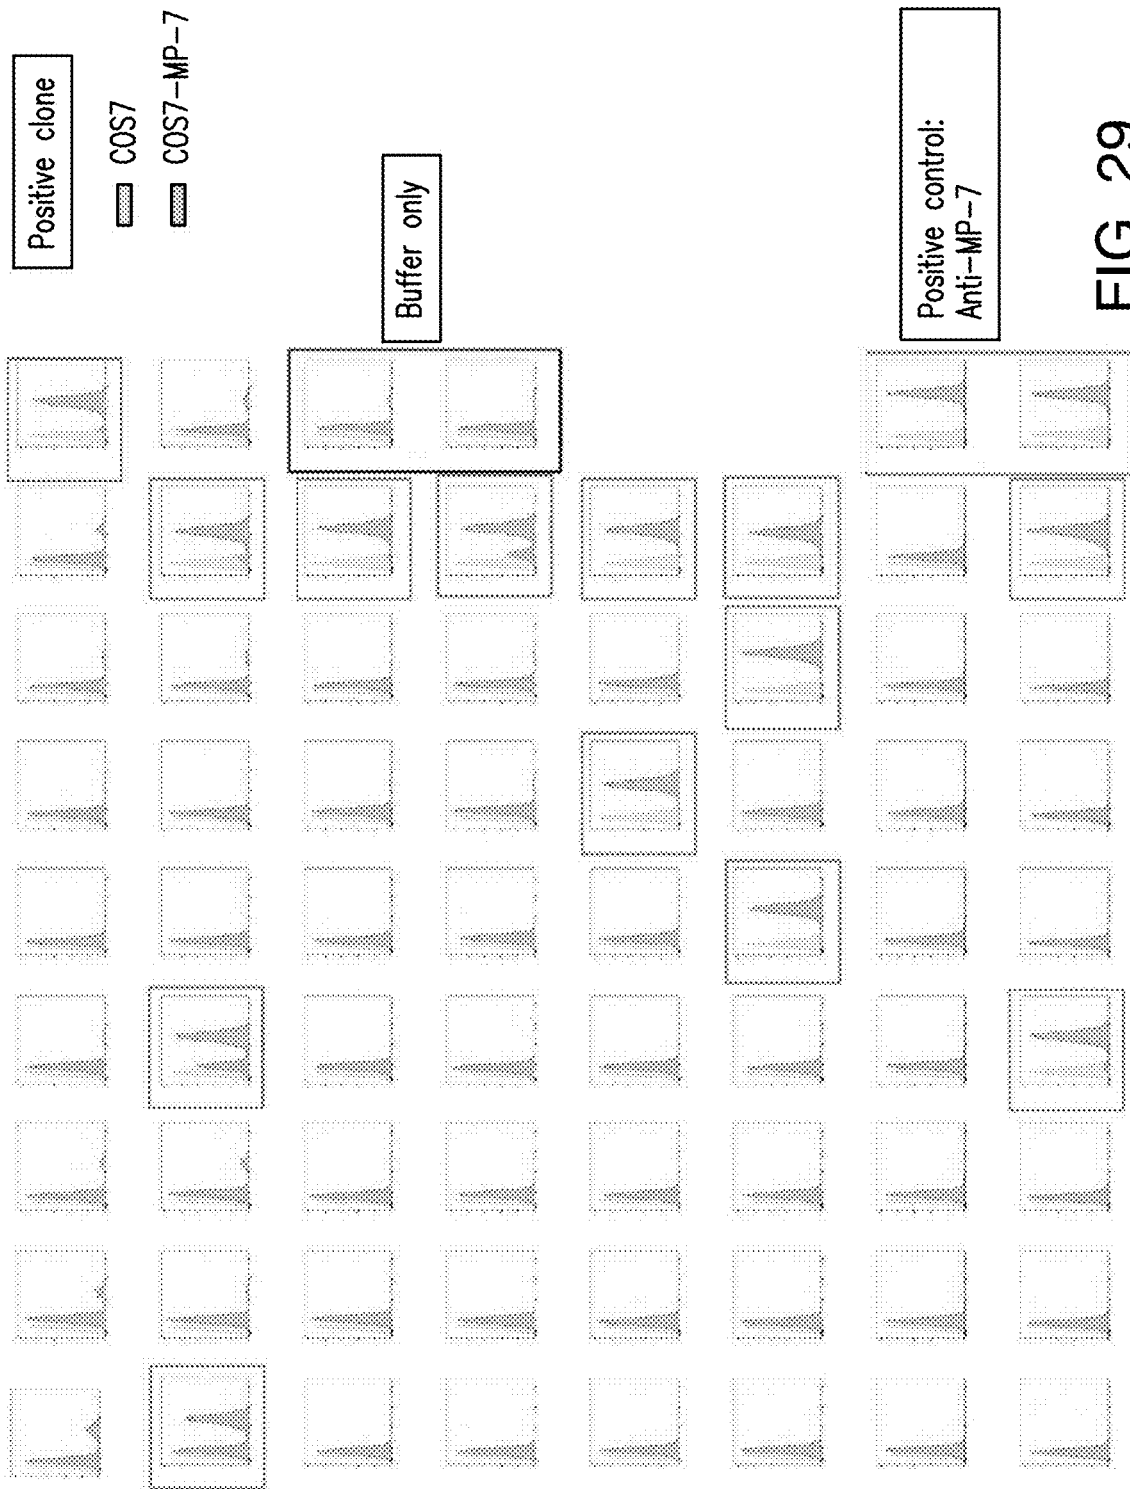 Positive clone
COS7
COS7-MP-7
Buffer only
Positive control:
Anti-MP-7
FIG. 29